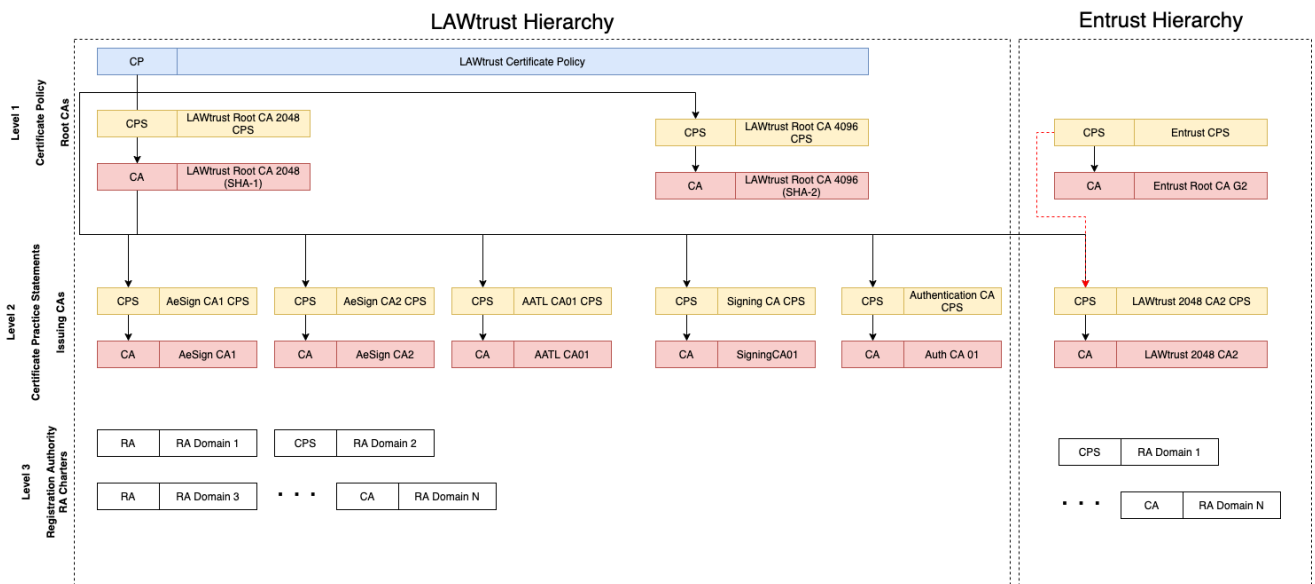 LAWtrust Hierarchy
Entrust Hierarchy
Level 1
Certificate Policy
Root CAs
CP
LAWtrust Certificate Policy
CPS
LAWtrust Root CA 2048
CPS
CA
LAWtrust Root CA 2048
(SHA-1)
CPS
LAWtrust Root CA 4096
CPS
CA
LAWtrust Root CA 4096
(SHA-2)
CPS
Entrust CPS
CA
Entrust Root CA G2
Level 2
Certificate Practice Statements
Issuing CAs
CPS
AeSign CA1 CPS
CA
AeSign CA1
CPS
AeSign CA2 CPS
CA
AeSign CA2
CPS
AATL CA01 CPS
CA
AATL CA01
CPS
Signing CA CPS
CA
SigningCA01
CPS
Authentication CA
CPS
CA
Auth CA 01
CPS
LAWtrust 2048 CA2 CPS
CA
LAWtrust 2048 CA2
Level 3
Registration Authority
RA Charters
RA
RA Domain 1
CPS
RA Domain 2
RA
RA Domain 3
. . .
CA
RA Domain N
CPS
RA Domain 1
. . .
CA
RA Domain N